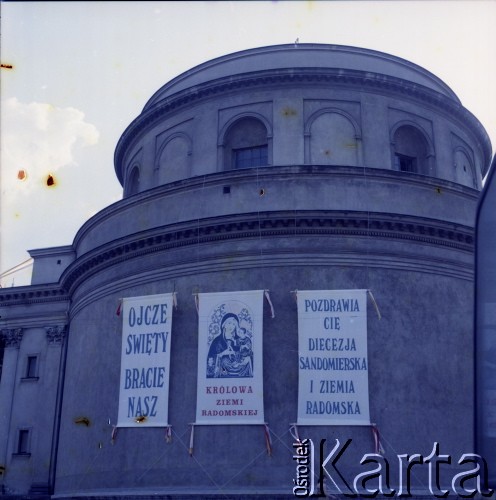 OJCZE
ŚWIĘTY
BRACIE
NASZ
KRÓLOWA
ZIEMI
RADOMSKIEJ
POZDRAWIA
CIĘ
DIECEZJA
SANDOMIERSKA
I ZIEMIA
RADOMSKA
Ośrodek
Karta